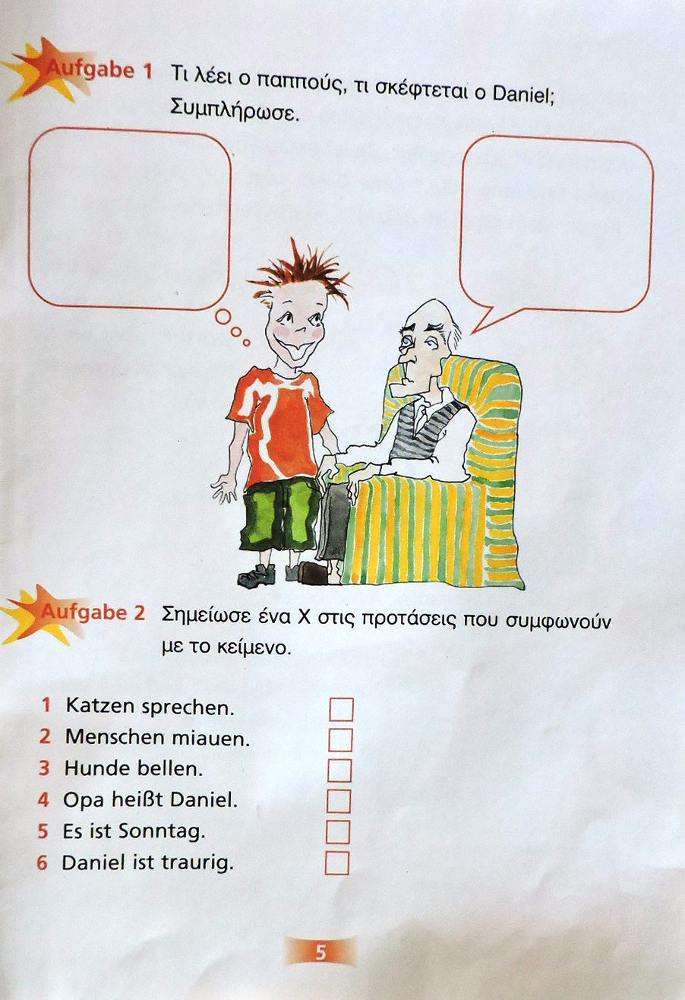 Aufgabe 1 Τι λέει ο παππούς, τι σκέφτεται ο Daniel;
Συμπλήρωσε.
Aufgabe 2 Σημείωσε ένα Χ στις προτάσεις που συμφωνούν
με το κείμενο.
1 Katzen sprechen.
2 Menschen miauen.
3 Hunde bellen.
4 Opa heißt Daniel.
5 Es ist Sonntag.
6 Daniel ist traurig.
5